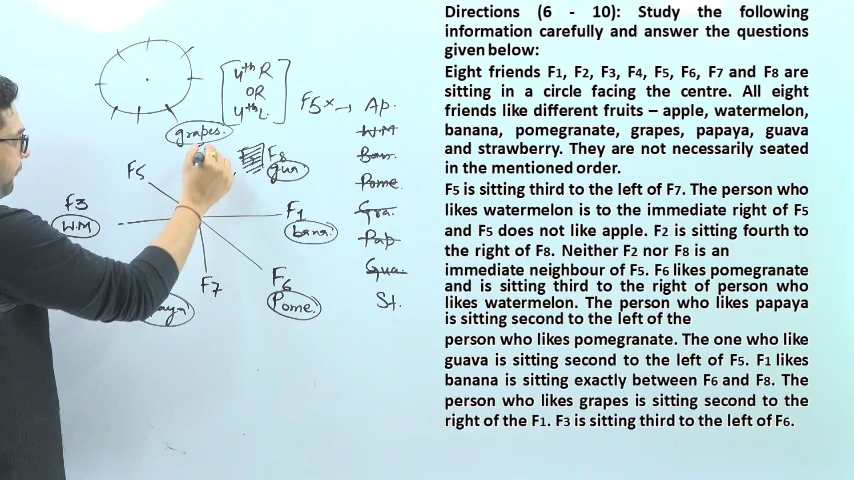 4th R
OR
4th L
F5 x → Ap.
W.M
Ban.
Pome.
Gra.
Pap
Gua
St.
grapes.
F8
gua
F5
F3
W.M
F1
bana.
F7
F6
Pome.
Directions (6 - 10): Study the following
information carefully and answer the questions
given below:
Eight friends F1, F2, F3, F4, F5, F6, F7 and F8 are
sitting in a circle facing the centre. All eight
friends like different fruits – apple, watermelon,
banana, pomegranate, grapes, papaya, guava
and strawberry. They are not necessarily seated
in the mentioned order.
F5 is sitting third to the left of F7. The person who
likes watermelon is to the immediate right of F5
and F5 does not like apple. F2 is sitting fourth to
the right of F8. Neither F2 nor F8 is an
immediate neighbour of F5. F6 likes pomegranate
and is sitting third to the right of person who
likes watermelon. The person who likes papaya
is sitting second to the left of the
person who likes pomegranate. The one who like
guava is sitting second to the left of F5. F1 likes
banana is sitting exactly between F6 and F8. The
person who likes grapes is sitting second to the
right of the F1. F3 is sitting third to the left of F6.